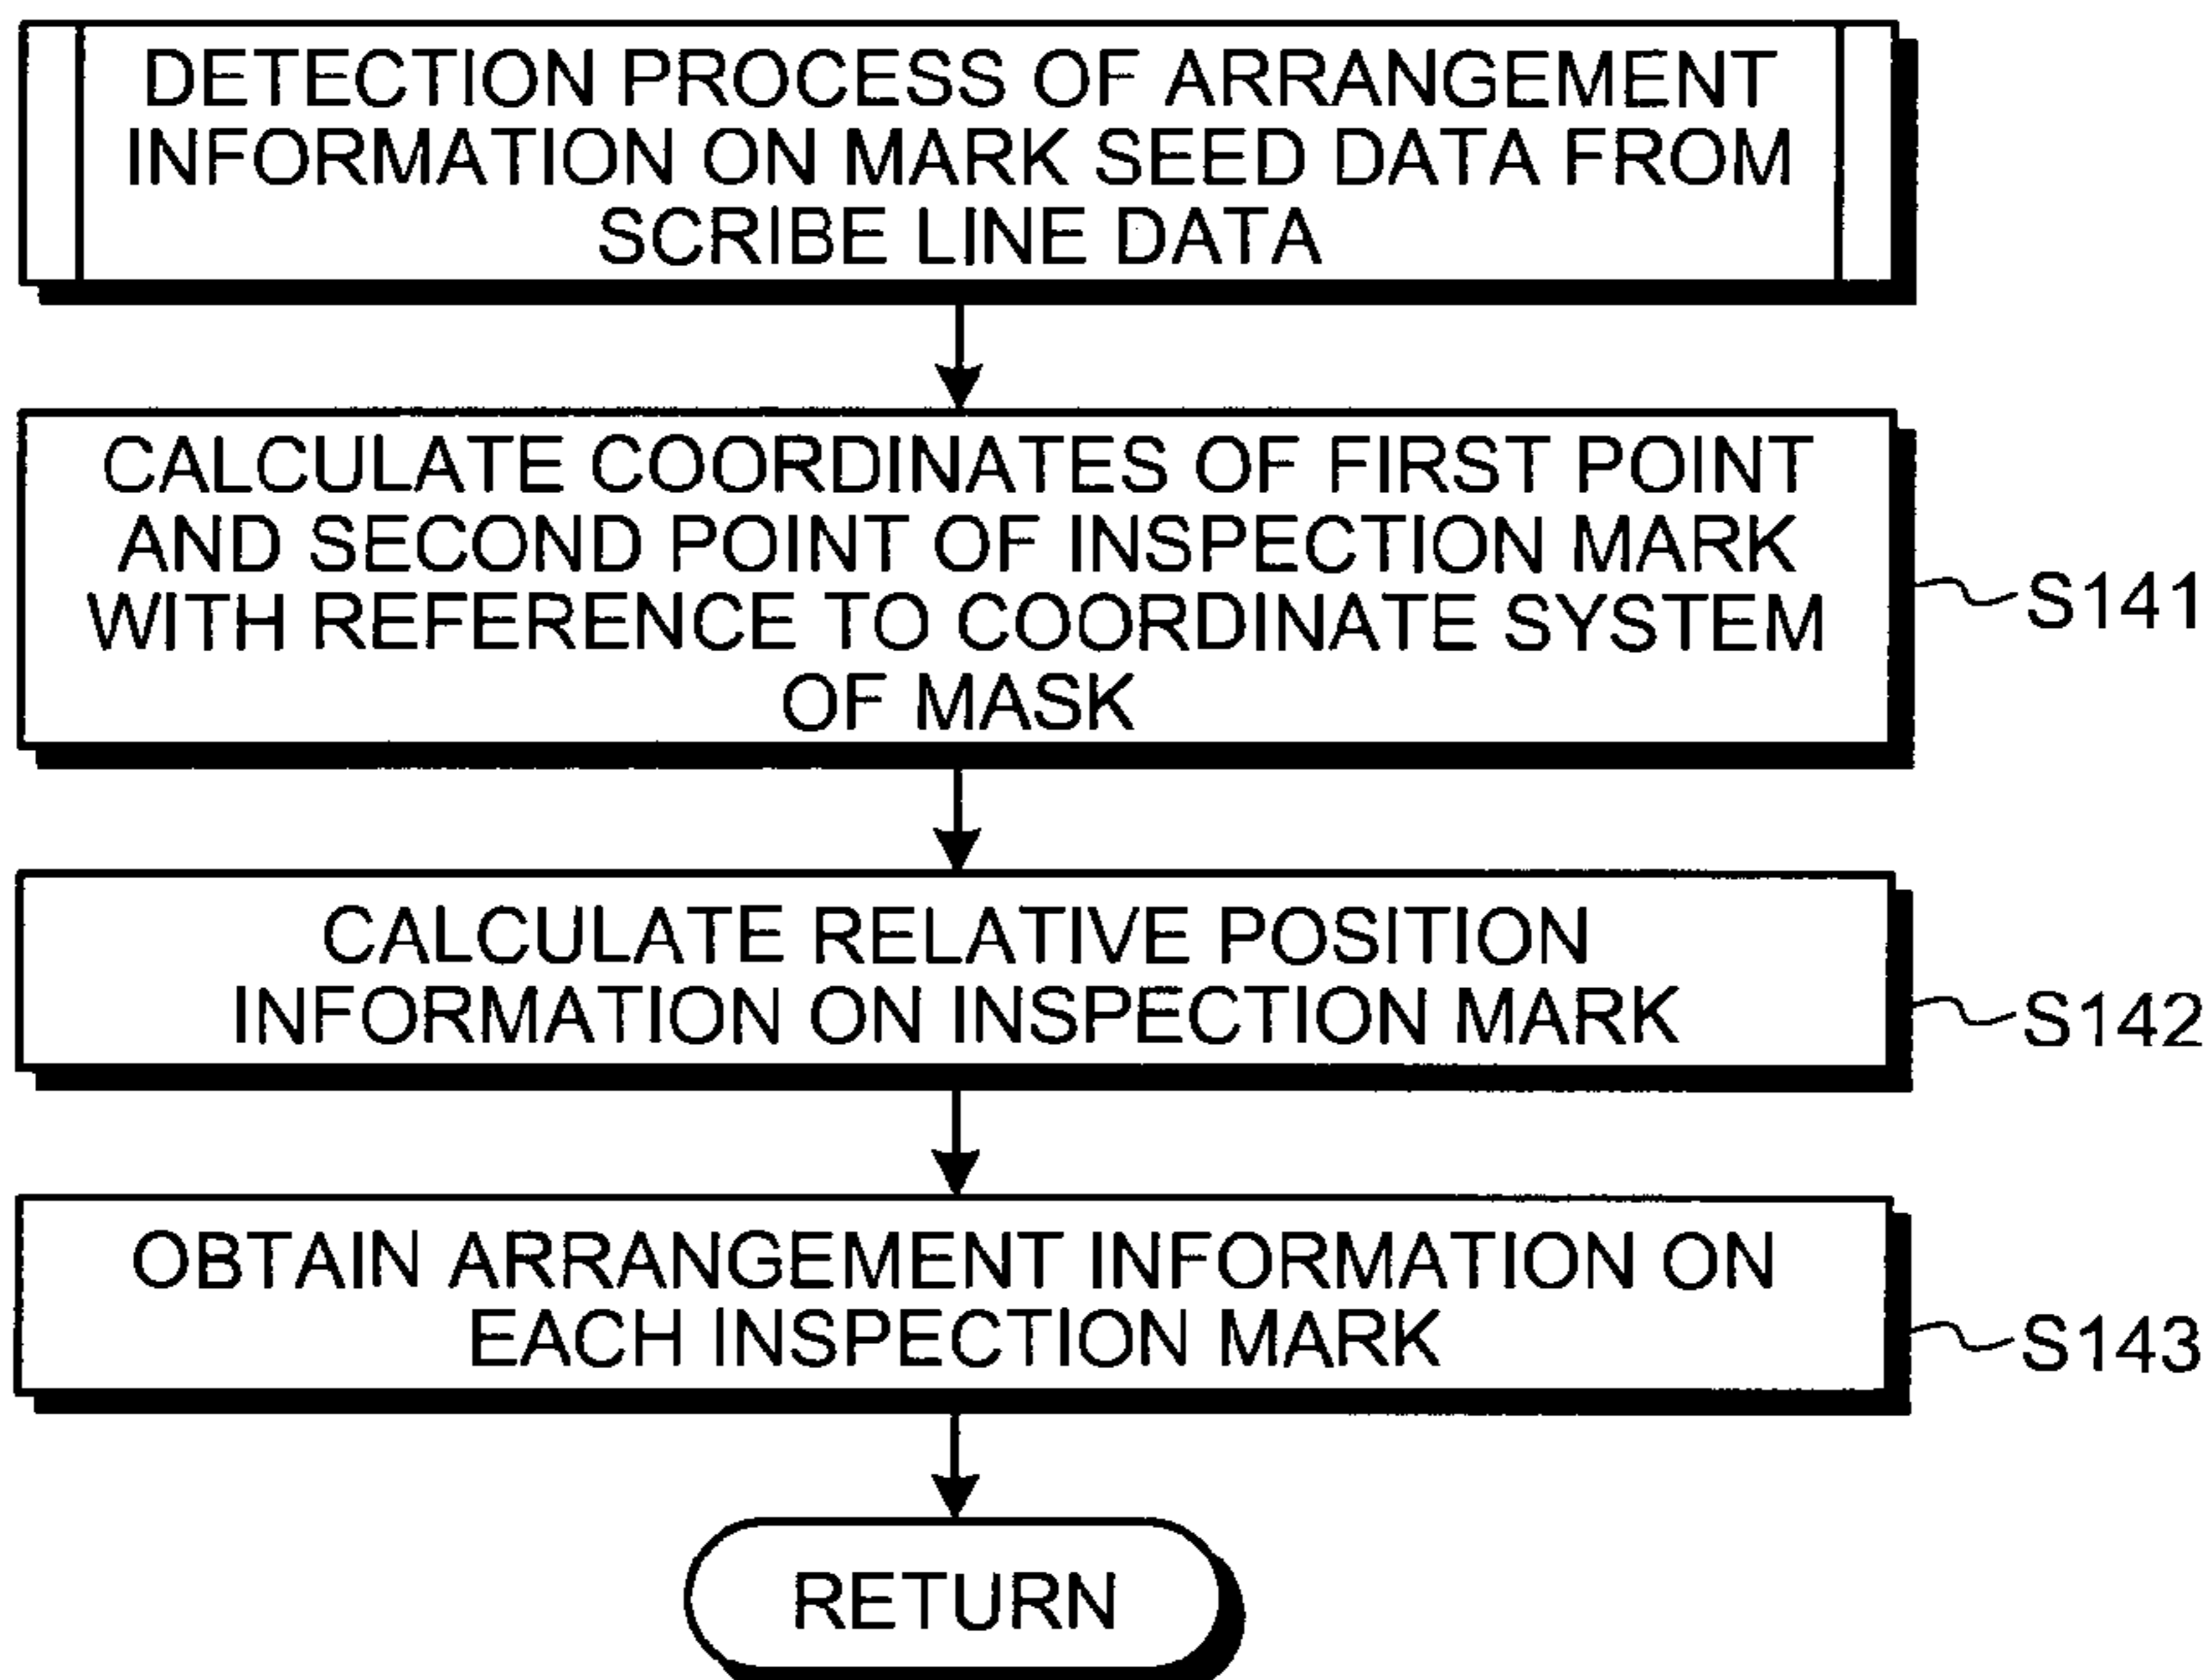 DETECTION PROCESS OF ARRANGEMENT
INFORMATION ON MARK SEED DATA FROM
SCRIBE LINE DATA
CALCULATE COORDINATES OF FIRST POINT
AND SECOND POINT OF INSPECTION MARK
WITH REFERENCE TO COORDINATE SYSTEM
OF MASK
S141
CALCULATE RELATIVE POSITION
INFORMATION ON INSPECTION MARK
S142
OBTAIN ARRANGEMENT INFORMATION ON
EACH INSPECTION MARK
S143
RETURN